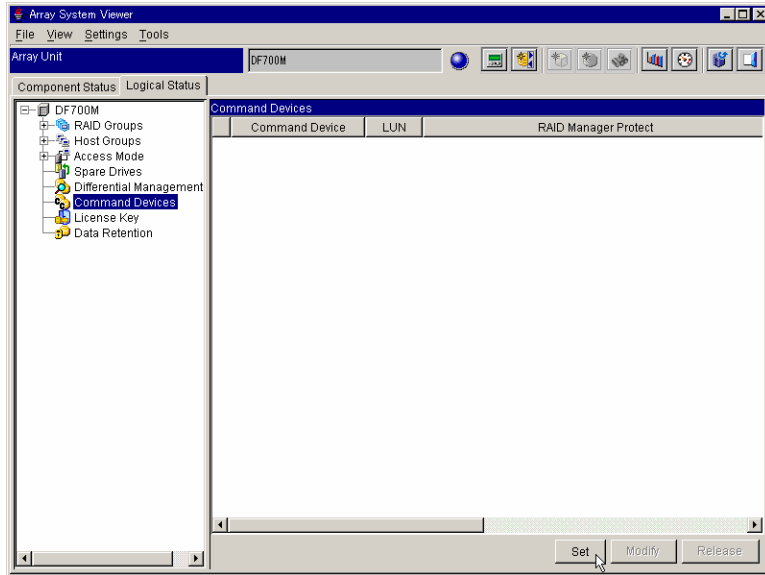 Array System Viewer
File View Settings Tools
Array Unit DF700M
Component Status Logical Status
DF700M
RAID Groups
Host Groups
Access Mode
Spare Drives
Differential Management
Command Devices
License Key
Data Retention
Command Devices
Command Device LUN RAID Manager Protect
Set Modify Release